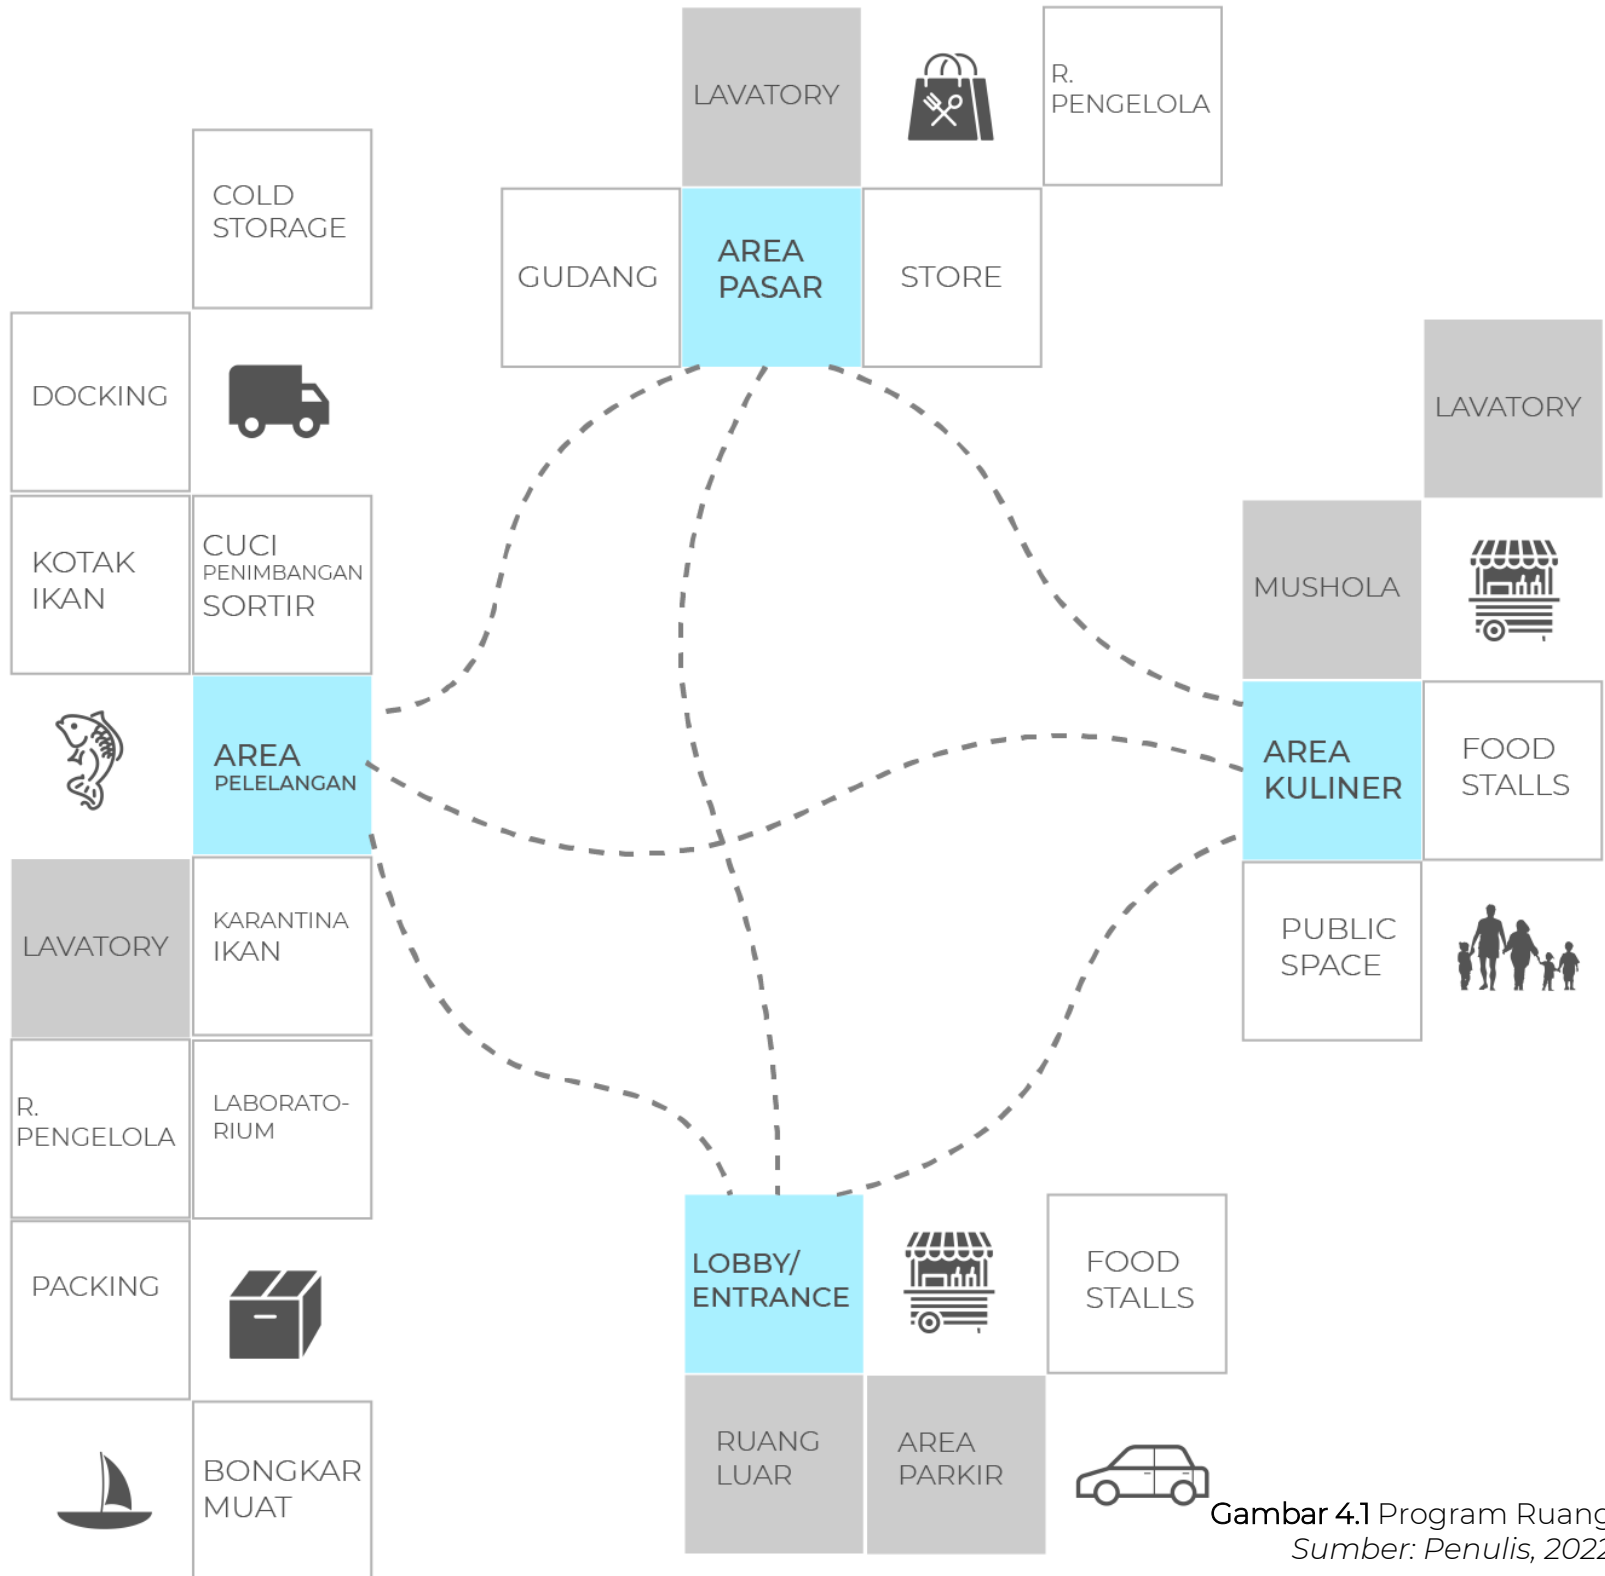 LAVATORY
R.
PENGELOLA
COLD
STORAGE
GUDANG
AREA
PASAR
STORE
DOCKING
LAVATORY
KOTAK
IKAN
CUCI
PENIMBANGAN
SORTIR
MUSHOLA
AREA
PELELANGAN
AREA
KULINER
FOOD
STALLS
LAVATORY
KARANTINA
IKAN
PUBLIC
SPACE
R.
PENGELOLA
LABORATO-
RIUM
PACKING
LOBBY/
ENTRANCE
FOOD
STALLS
BONGKAR
MUAT
RUANG
LUAR
AREA
PARKIR
Gambar 4.1 Program Ruang
Sumber: Penulis, 2022